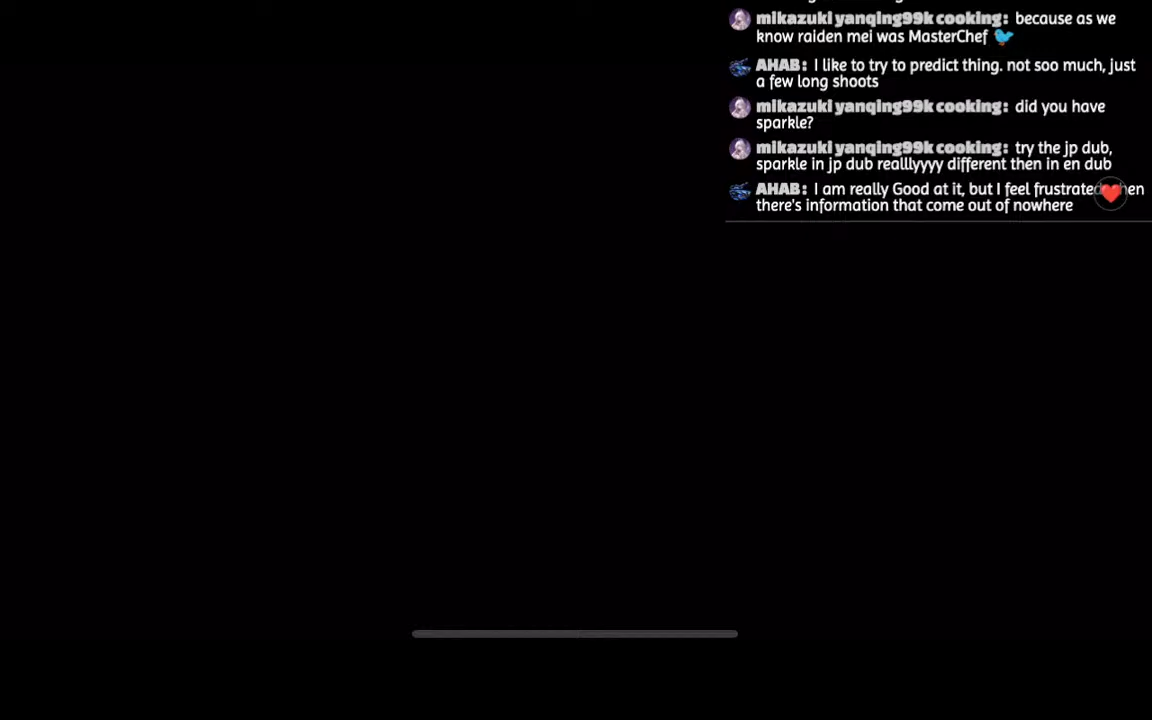 mikazuki yanqing99k cooking: because as we
know raiden mei was MasterChef
AHAB: I like to try to predict thing. not soo much, just
a few long shoots
mikazuki yanqing99k cooking: did you have
sparkle?
mikazuki yanqing99k cooking: try the jp dub,
sparkle in jp dub realllyyyy different then in en dub
AHAB: I am really Good at it, but I feel frustrated
there's information that come out of nowhere